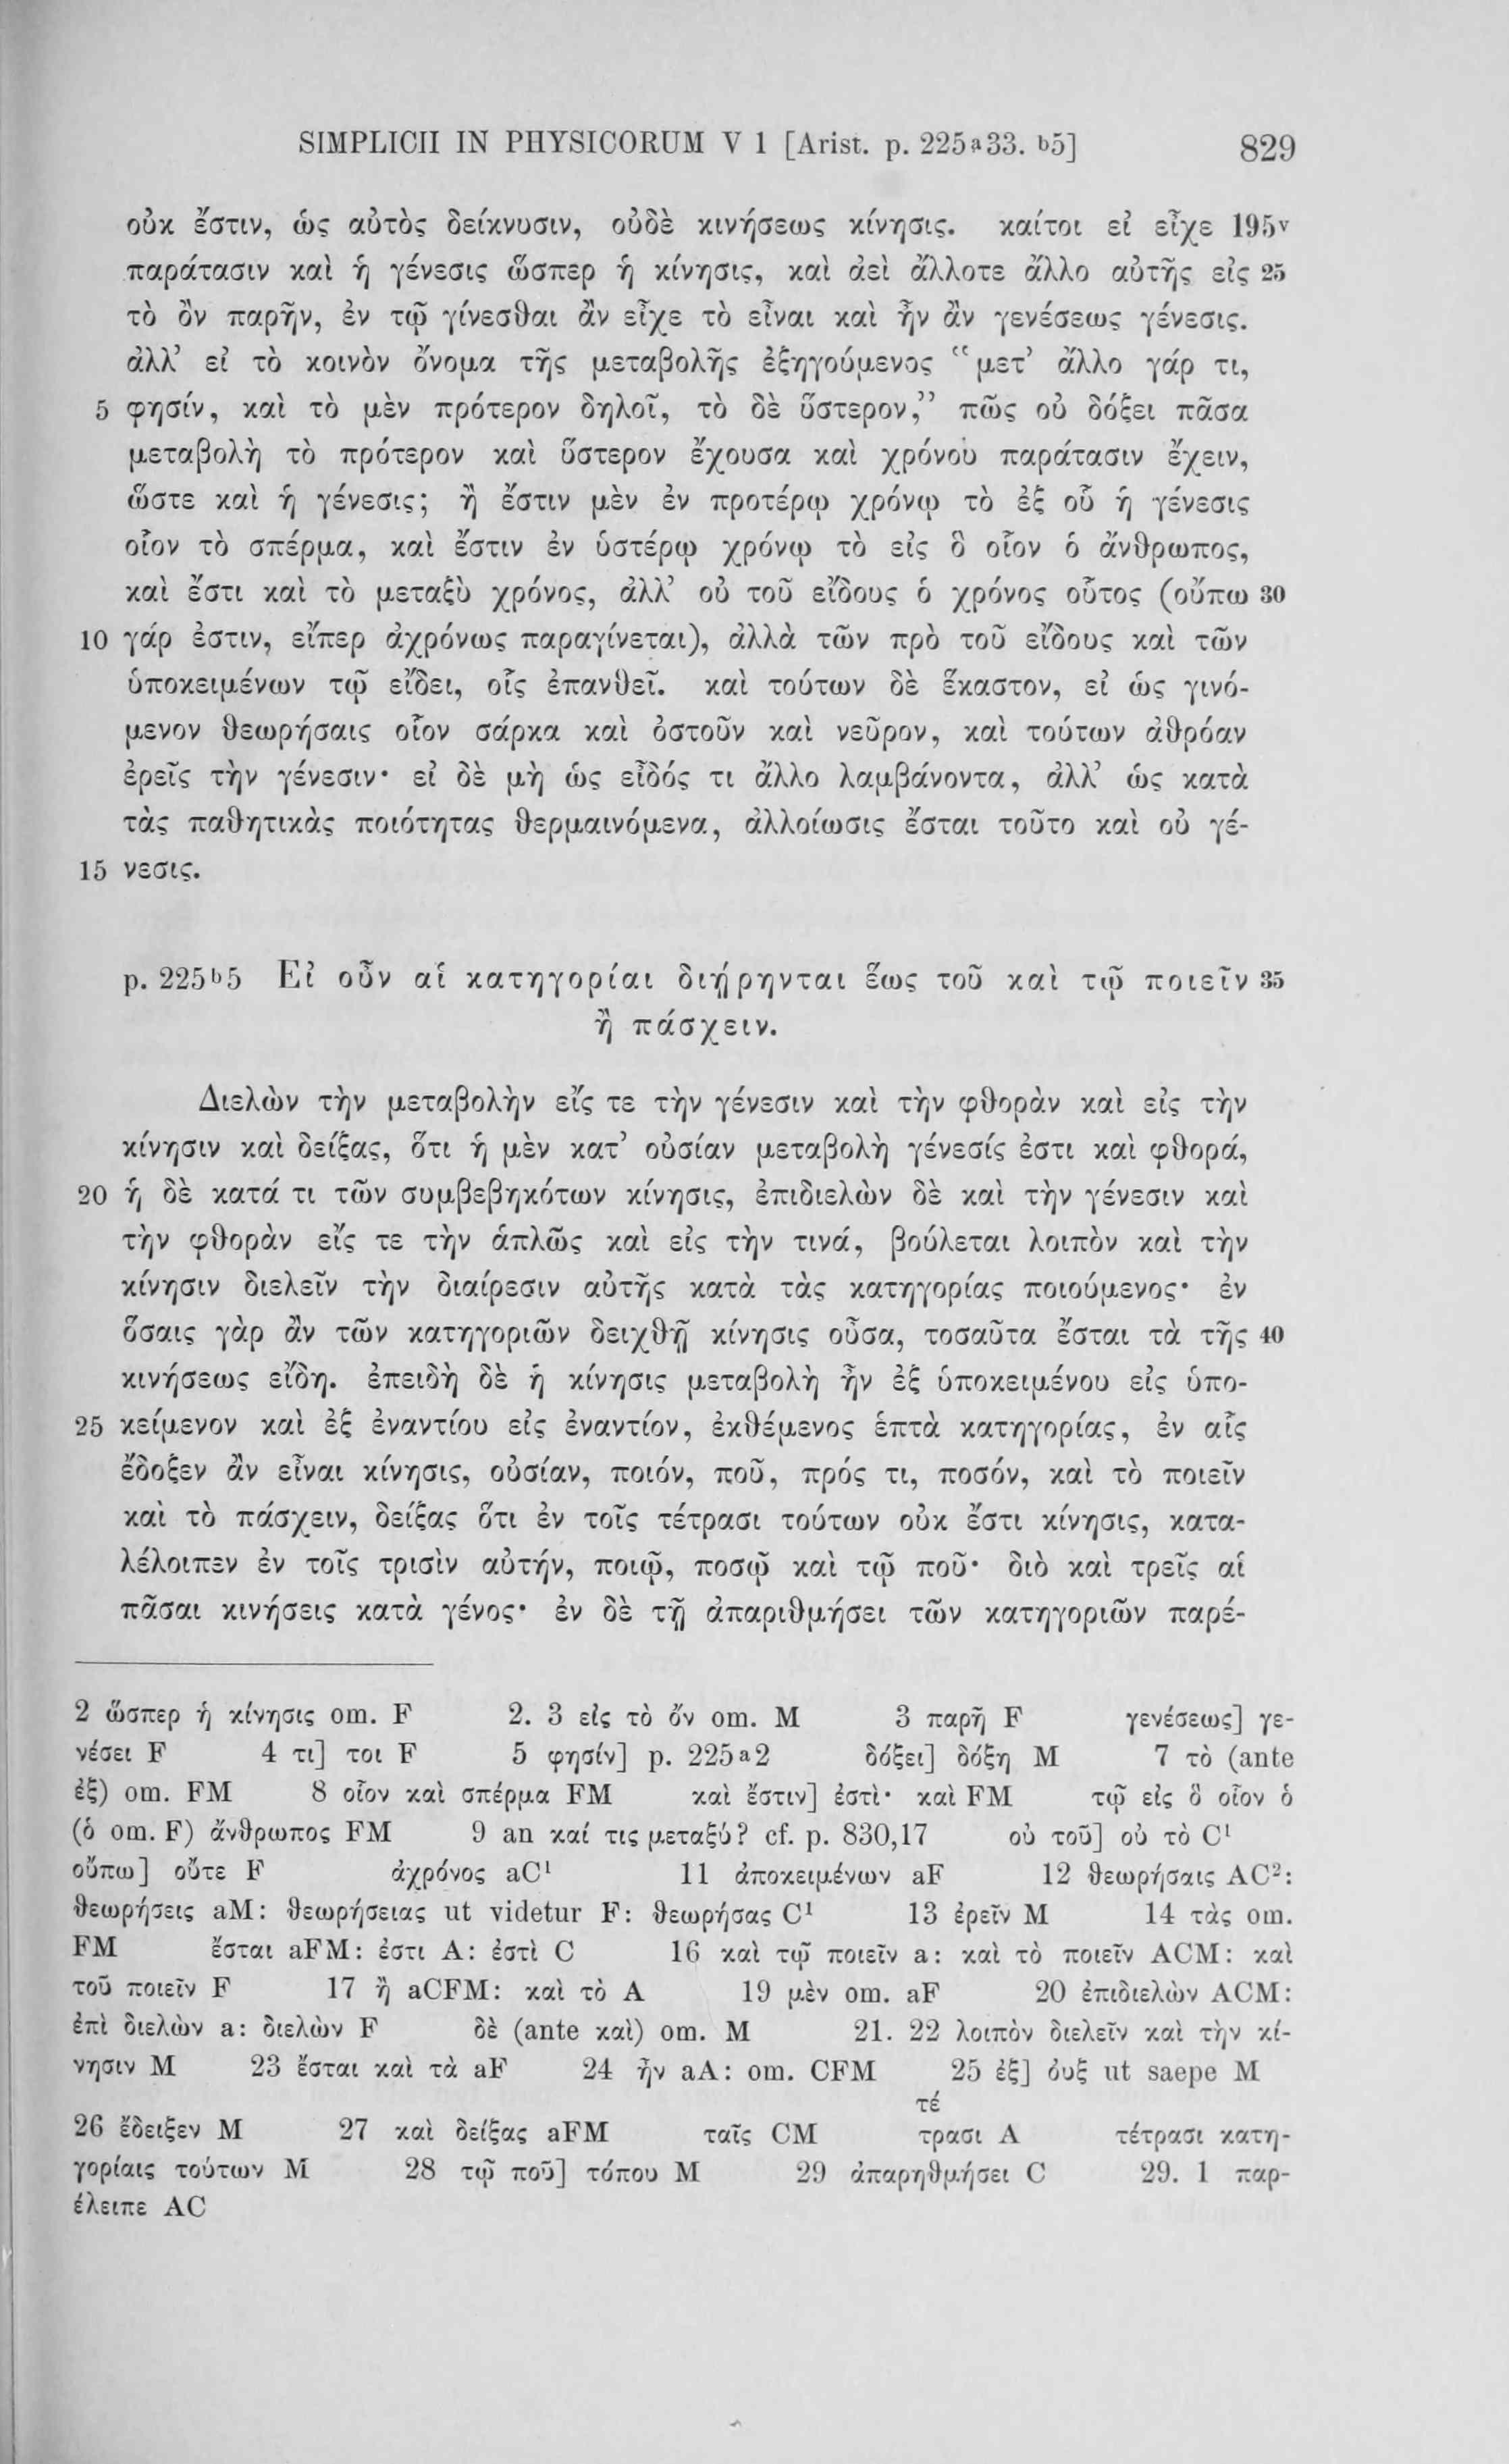 SIMPLICII IN PHYSICORUM V 1 [Arist. p. 225ᵃ33. ᵇ5] 829
οὐκ ἔστιν, ὡς αὐτὸς δείκνυσιν, οὐδὲ κινήσεως κίνησις. καίτοι εἰ εἶχε 195ᵛ
παράτασιν καὶ ἡ γένεσις ὥσπερ ἡ κίνησις, καὶ ἀεὶ ἄλλοτε ἄλλο αὐτῆς εἰς 25
τὸ ὂν παρῆν, ἐν τῷ γίνεσθαι ἂν εἶχε τὸ εἶναι καὶ ἦν ἂν γενέσεως γένεσις.
ἀλλ’ εἰ τὸ κοινὸν ὄνομα τῆς μεταβολῆς ἐξηγούμενος “μετ’ ἄλλο γάρ τι,
5 φησίν, καὶ τὸ μὲν πρότερον δηλοῖ, τὸ δὲ ὕστερον,” πῶς οὐ δόξει πᾶσα
μεταβολὴ τὸ πρότερον καὶ ὕστερον ἔχουσα καὶ χρόνου παράτασιν ἔχειν,
ὥστε καὶ ἡ γένεσις; ἢ ἔστιν μὲν ἐν προτέρῳ χρόνῳ τὸ ἐξ οὗ ἡ γένεσις
οἷον τὸ σπέρμα, καὶ ἔστιν ἐν ὑστέρῳ χρόνῳ τὸ εἰς ὃ οἷον ὁ ἄνθρωπος,
καὶ ἔστι καὶ τὸ μεταξὺ χρόνος, ἀλλ’ οὐ τοῦ εἴδους ὁ χρόνος οὗτος (οὔπω 30
10 γάρ ἐστιν, εἴπερ ἀχρόνως παραγίνεται), ἀλλὰ τῶν πρὸ τοῦ εἴδους καὶ τῶν
ὑποκειμένων τῷ εἴδει, οἷς ἐπανθεῖ. καὶ τούτων δὲ ἕκαστον, εἰ ὡς γινό-
μενον θεωρήσαις οἷον σάρκα καὶ ὀστοῦν καὶ νεῦρον, καὶ τούτων ἀθρόαν
ἐρεῖς τὴν γένεσιν· εἰ δὲ μὴ ὡς εἶδός τι ἄλλο λαμβάνοντα, ἀλλ’ ὡς κατὰ
τὰς παθητικὰς ποιότητας θερμαινόμενα, ἀλλοίωσις ἔσται τοῦτο καὶ οὐ γέ-
15 νεσις.
p. 225ᵇ5 Εἰ οὖν αἱ κατηγορίαι διῄρηνται ἕως τοῦ καὶ τῷ ποιεῖν 35
ἢ πάσχειν.
Διελὼν τὴν μεταβολὴν εἴς τε τὴν γένεσιν καὶ τὴν φθορὰν καὶ εἰς τὴν
κίνησιν καὶ δείξας, ὅτι ἡ μὲν κατ’ οὐσίαν μεταβολὴ γένεσίς ἐστι καὶ φθορά,
20 ἡ δὲ κατά τι τῶν συμβεβηκότων κίνησις, ἐπιδιελὼν δὲ καὶ τὴν γένεσιν καὶ
τὴν φθορὰν εἴς τε τὴν ἁπλῶς καὶ εἰς τὴν τινά, βούλεται λοιπὸν καὶ τὴν
κίνησιν διελεῖν τὴν διαίρεσιν αὐτῆς κατὰ τὰς κατηγορίας ποιούμενος· ἐν
ὅσαις γὰρ ἂν τῶν κατηγοριῶν δειχθῇ κίνησις οὖσα, τοσαῦτα ἔσται τὰ τῆς 40
κινήσεως εἴδη. ἐπειδὴ δὲ ἡ κίνησις μεταβολὴ ἦν ἐξ ὑποκειμένου εἰς ὑπο-
25 κείμενον καὶ ἐξ ἐναντίου εἰς ἐναντίον, ἐκθέμενος ἑπτὰ κατηγορίας, ἐν αἷς
ἔδοξεν ἂν εἶναι κίνησις, οὐσίαν, ποιόν, ποῦ, πρός τι, ποσόν, καὶ τὸ ποιεῖν
καὶ τὸ πάσχειν, δείξας ὅτι ἐν τοῖς τέτρασι τούτων οὐκ ἔστι κίνησις, κατα-
λέλοιπεν ἐν τοῖς τρισὶν αὐτήν, ποιῷ, ποσῷ καὶ τῷ ποῦ· διὸ καὶ τρεῖς αἱ
πᾶσαι κινήσεις κατὰ γένος· ἐν δὲ τῇ ἀπαριθμήσει τῶν κατηγοριῶν παρέ-
2 ὥσπερ ἡ κίνησις om. F 2. 3 εἰς τὸ ὄν om. M 3 παρῇ F γενέσεως] γε-
νέσει F 4 τι] τοι F 5 φησίν] p. 225ᵃ2 δόξει] δόξῃ M 7 τὸ (ante
ἐξ) om. FM 8 οἷον καὶ σπέρμα FM καὶ ἔστιν] ἐστὶ· καὶ FM τῷ εἰς ὃ οἷον ὁ
(ὁ om. F) ἄνθρωπος FM 9 an καί τις μεταξύ? cf. p. 830,17 οὐ τοῦ] οὐ τὸ C¹
οὔπω] οὔτε F ἀχρόνος aC¹ 11 ἀποκειμένων aF 12 θεωρήσαις AC²:
θεωρήσεις aM: θεωρήσειας ut videtur F: θεωρήσας C¹ 13 ἐρεῖν M 14 τὰς om.
FM ἔσται aFM: ἐστι A: ἐστὶ C 16 καὶ τῷ ποιεῖν a: καὶ τὸ ποιεῖν ACM: καὶ
τοῦ ποιεῖν F 17 ἢ aCFM: καὶ τὸ A 19 μὲν om. aF 20 ἐπιδιελὼν ACM:
ἐπὶ διελὼν a: διελὼν F δὲ (ante καὶ) om. M 21. 22 λοιπὸν διελεῖν καὶ τὴν κί-
νησιν M 23 ἔσται καὶ τὰ aF 24 ἦν aA: om. CFM 25 ἐξ] ὀυξ ut saepe M
τέ
26 ἔδειξεν M 27 καὶ δείξας aFM ταῖς CM τρασι A τέτρασι κατη-
γορίαις τούτων M 28 τῷ ποῦ] τόπου M 29 ἀπαρηθμήσει C 29. 1 παρ-
έλειπε AC